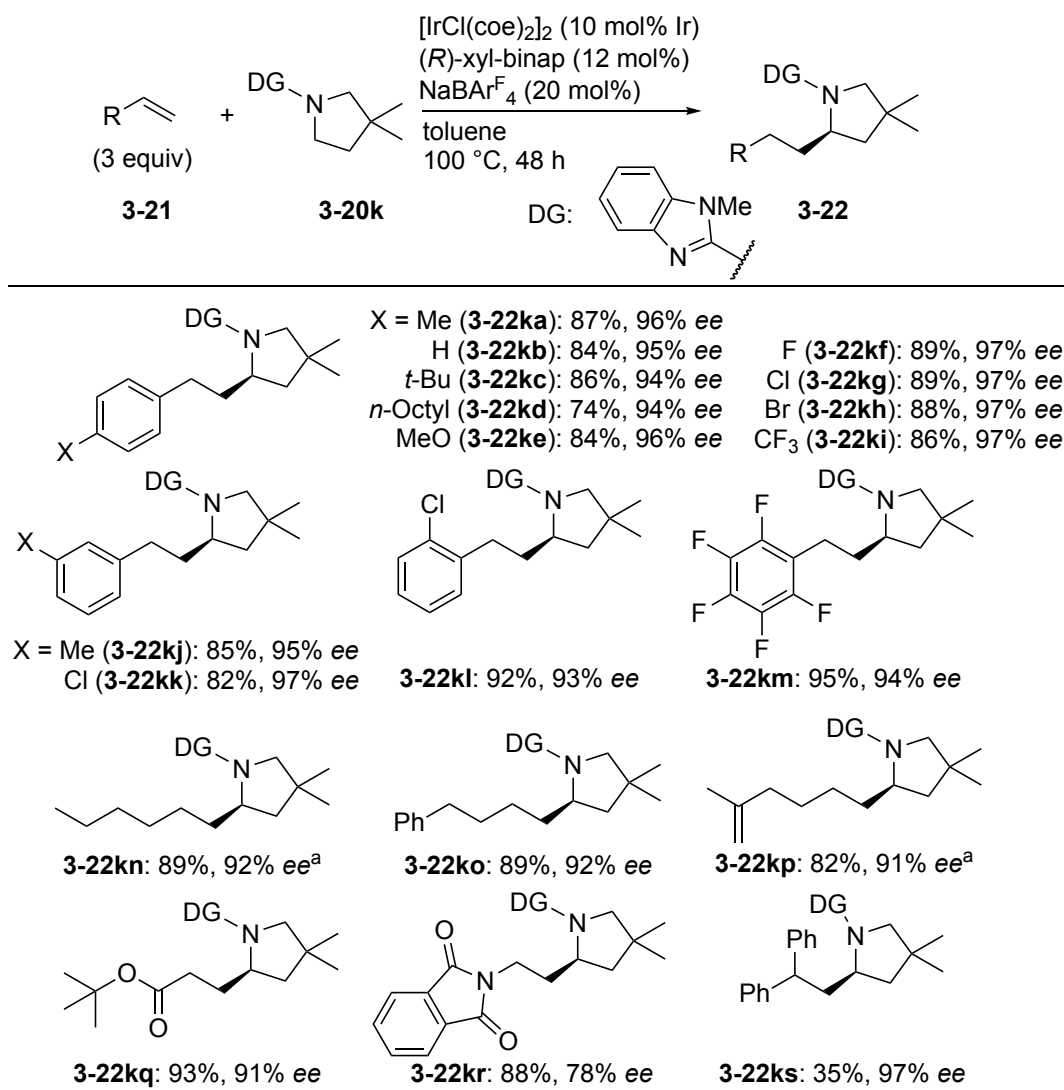 [IrCl(coe)2]2 (10 mol% Ir)
(R)-xyl-binap (12 mol%)
NaBArF4 (20 mol%)
toluene
100 °C, 48 h
R
(3 equiv)
3-21
+
DG
N
3-20k
DG:
NMe
N
DG
N
R
3-22
DG
N
X
X = Me (3-22ka): 87%, 96% ee
H (3-22kb): 84%, 95% ee
t-Bu (3-22kc): 86%, 94% ee
n-Octyl (3-22kd): 74%, 94% ee
MeO (3-22ke): 84%, 96% ee
F (3-22kf): 89%, 97% ee
Cl (3-22kg): 89%, 97% ee
Br (3-22kh): 88%, 97% ee
CF3 (3-22ki): 86%, 97% ee
DG
N
X
X = Me (3-22kj): 85%, 95% ee
Cl (3-22kk): 82%, 97% ee
DG
Cl
N
3-22kl: 92%, 93% ee
DG
N
F
F
F
F
F
3-22km: 95%, 94% ee
DG
N
3-22kn: 89%, 92% eea
DG
N
Ph
3-22ko: 89%, 92% ee
DG
N
3-22kp: 82%, 91% eea
DG
N
O
O
3-22kq: 93%, 91% ee
DG
O
N
N
O
3-22kr: 88%, 78% ee
DG
Ph
N
Ph
3-22ks: 35%, 97% ee